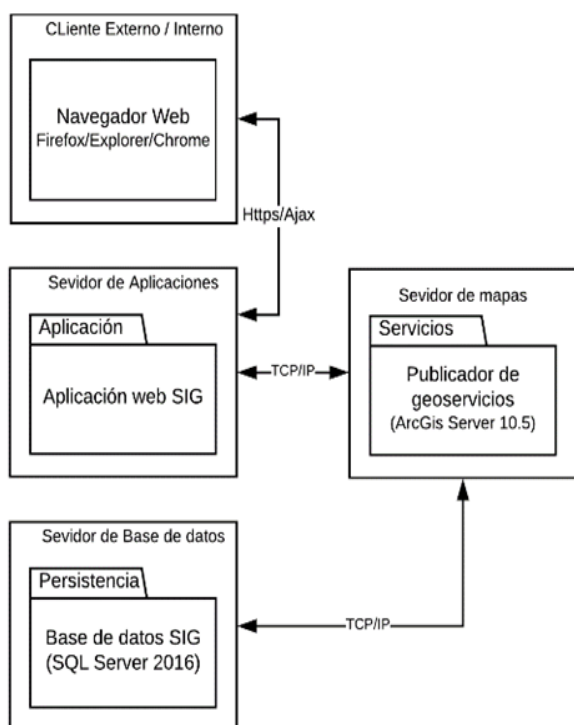 CLiente Externo / Interno
Navegador Web
Firefox/Explorer/Chrome
Https/Ajax
Sevidor de Aplicaciones
Aplicación
Aplicación web SIG
TCP/IP
Sevidor de mapas
Servicios
Publicador de
geoservicios
(ArcGis Server 10.5)
Sevidor de Base de datos
Persistencia
Base de datos SIG
(SQL Server 2016)
TCP/IP